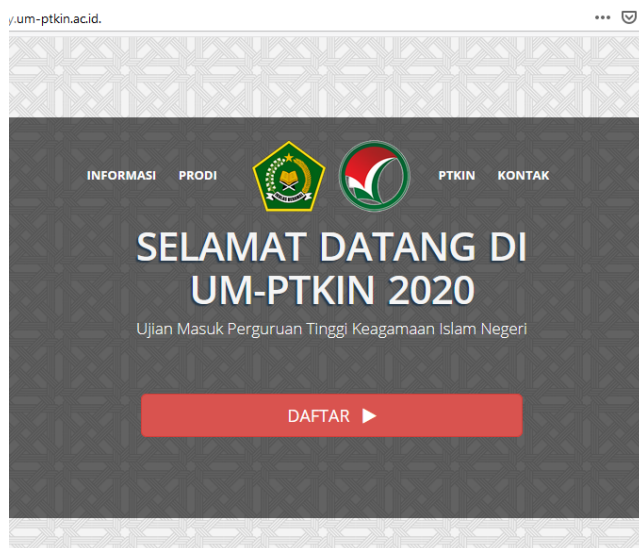 y.um-ptkin.ac.id.
INFORMASI PRODI PTKIN KONTAK
SELAMAT DATANG DI
UM-PTKIN 2020
Ujian Masuk Perguruan Tinggi Keagamaan Islam Negeri
DAFTAR